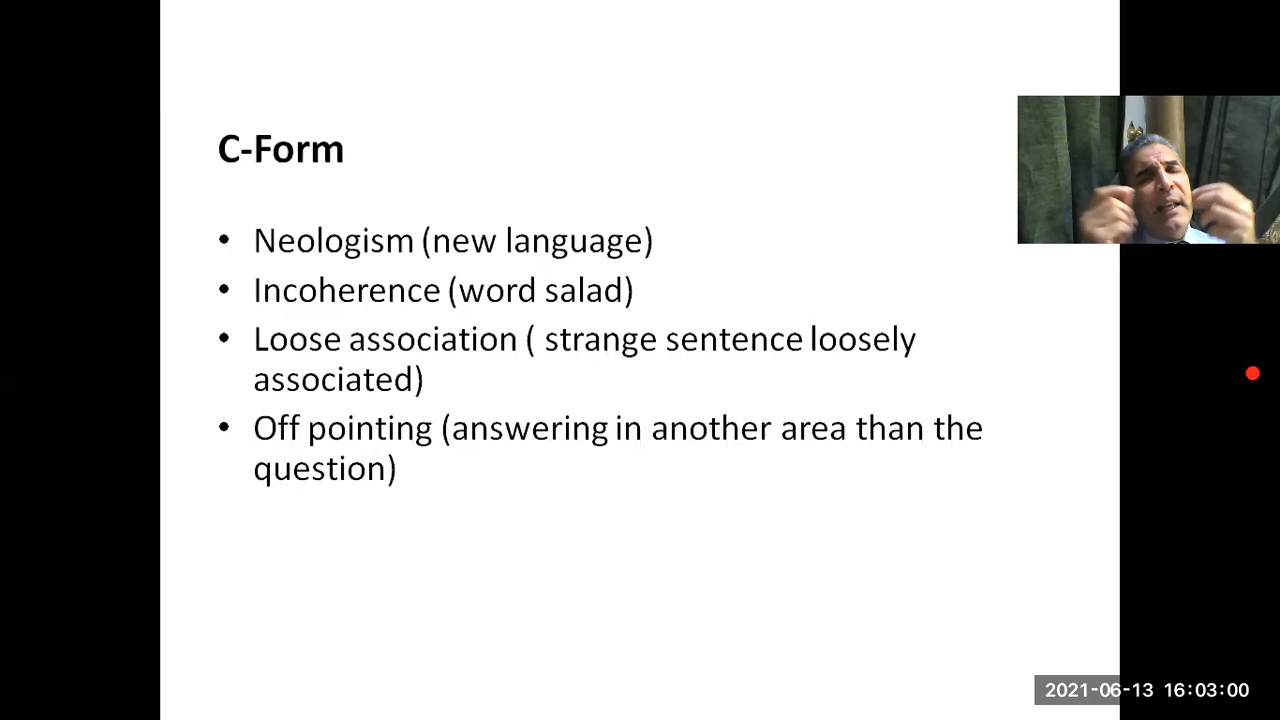 C-Form
• Neologism (new language)
• Incoherence (word salad)
• Loose association ( strange sentence loosely
associated)
• Off pointing (answering in another area than the
question)
2021-06-13 16:03:00